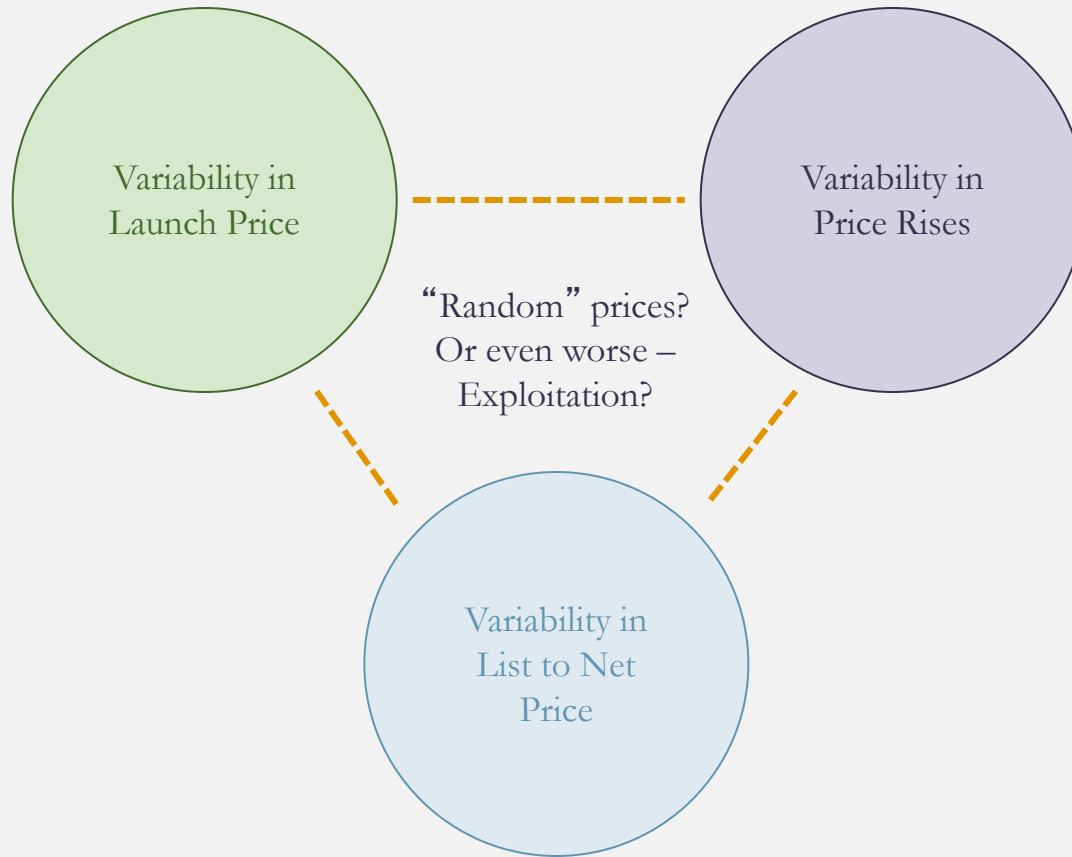 Variability in
Launch Price
Variability in
Price Rises
“Random” prices?
Or even worse –
Exploitation?
Variability in
List to Net
Price